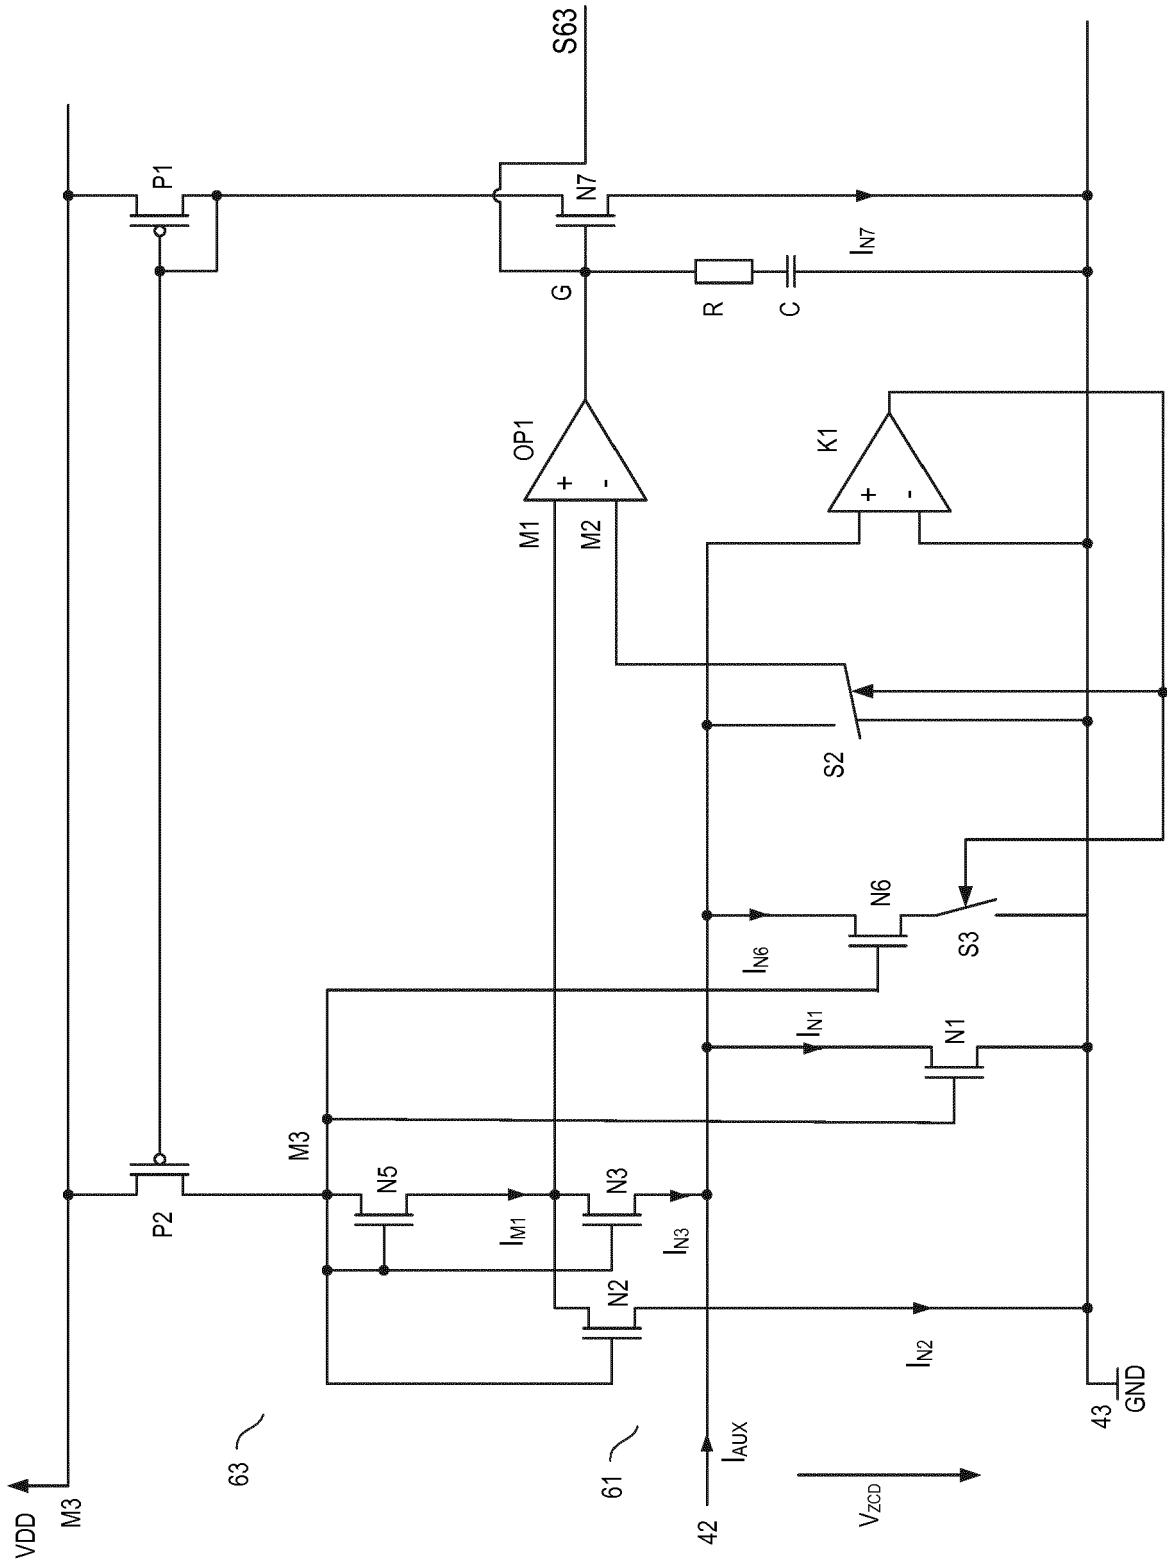 VDD
M3
63
61
42
I_AUX
V_ZCD
43
GND
P2
M3
N5
I_M1
N3
I_N3
N2
I_N2
I_N1
N1
I_N6
N6
S3
S2
M1
M2
OP1
+
-
K1
+
-
G
R
C
I_N7
N7
P1
S63